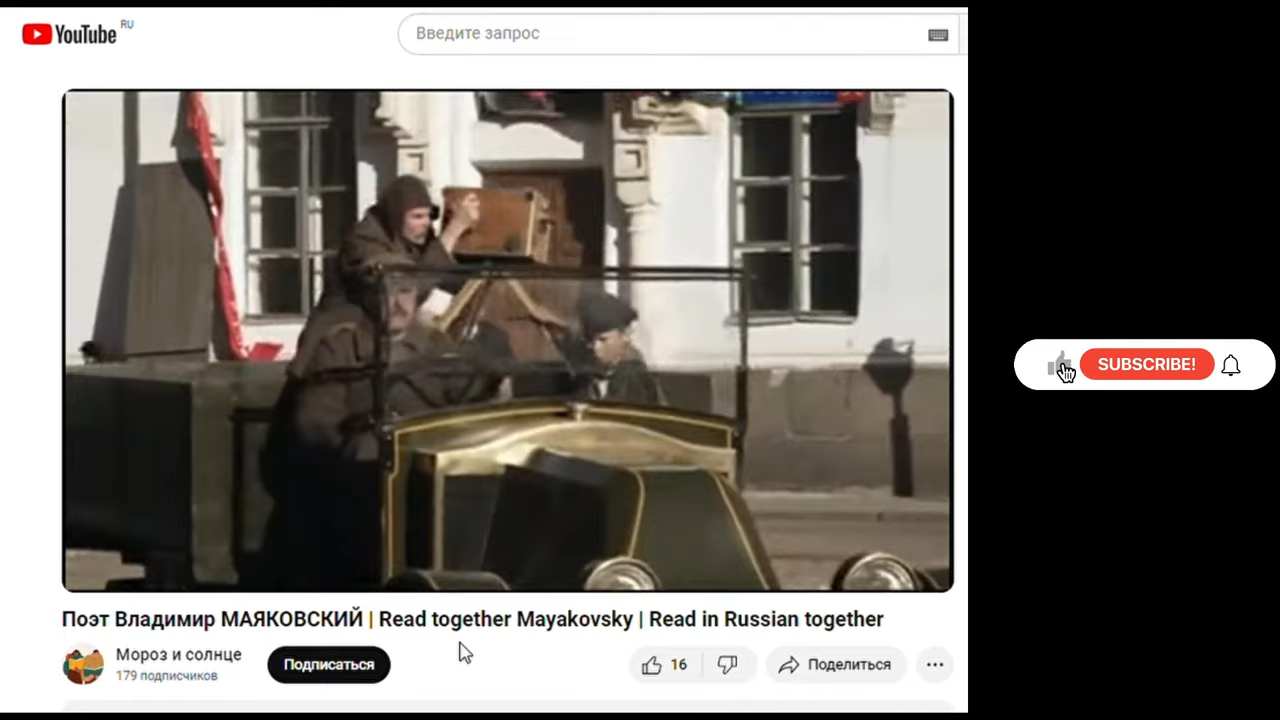 YouTube RU
Введите запрос
SUBSCRIBE!
Поэт Владимир МАЯКОВСКИЙ | Read together Mayakovsky | Read in Russian together
Мороз и солнце
179 подписчиков
Подписаться
16
Поделиться